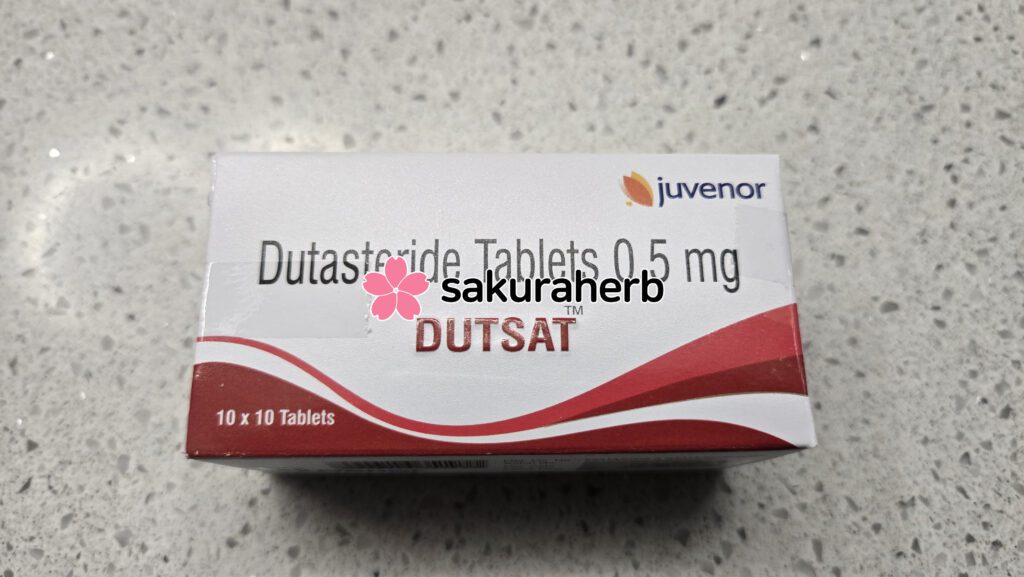 juvenor
Dutasteride Tablets 0.5 mg
sakuraherb
DUTSAT™
10 x 10 Tablets